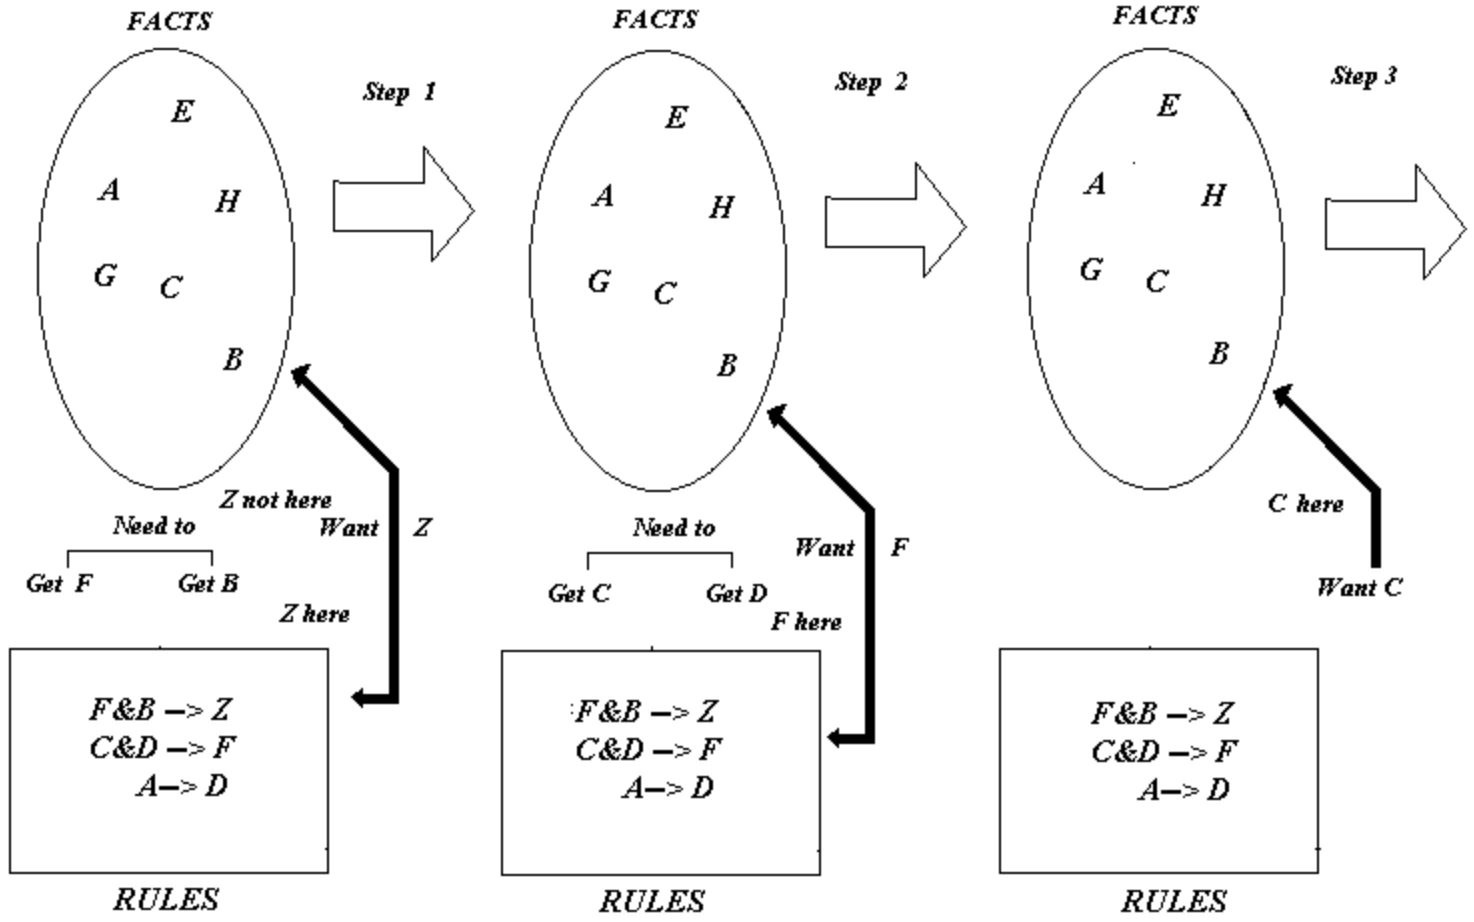 FACTS
E
A
H
G
C
B
Z not here
Want Z
Need to
Get F
Get B
Z here
F&B —> Z
C&D —> F
A—> D
RULES
Step 1
FACTS
E
A
H
G
C
B
Need to
Want F
Get C
Get D
F here
F&B —> Z
C&D —> F
A—> D
RULES
Step 2
FACTS
E
A
H
G
C
B
C here
Want C
F&B —> Z
C&D —> F
A—> D
RULES
Step 3